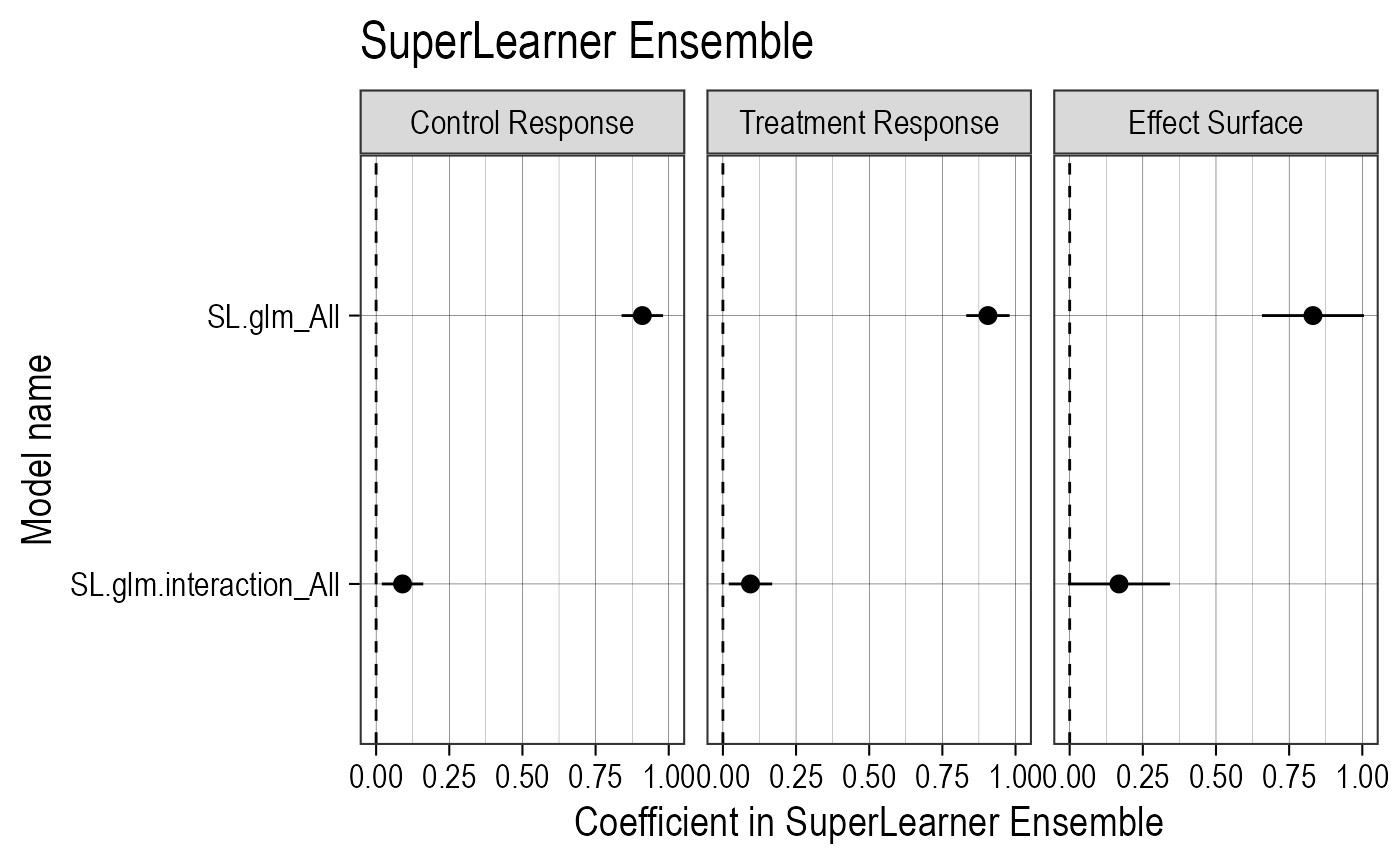 SuperLearner Ensemble
Control Response Treatment Response Effect Surface
SL.glm_All
Model name
SL.glm.interaction_All
0.00 0.25 0.50 0.75 1.00 0.00 0.25 0.50 0.75 1.00 0.00 0.25 0.50 0.75 1.00
Coefficient in SuperLearner Ensemble